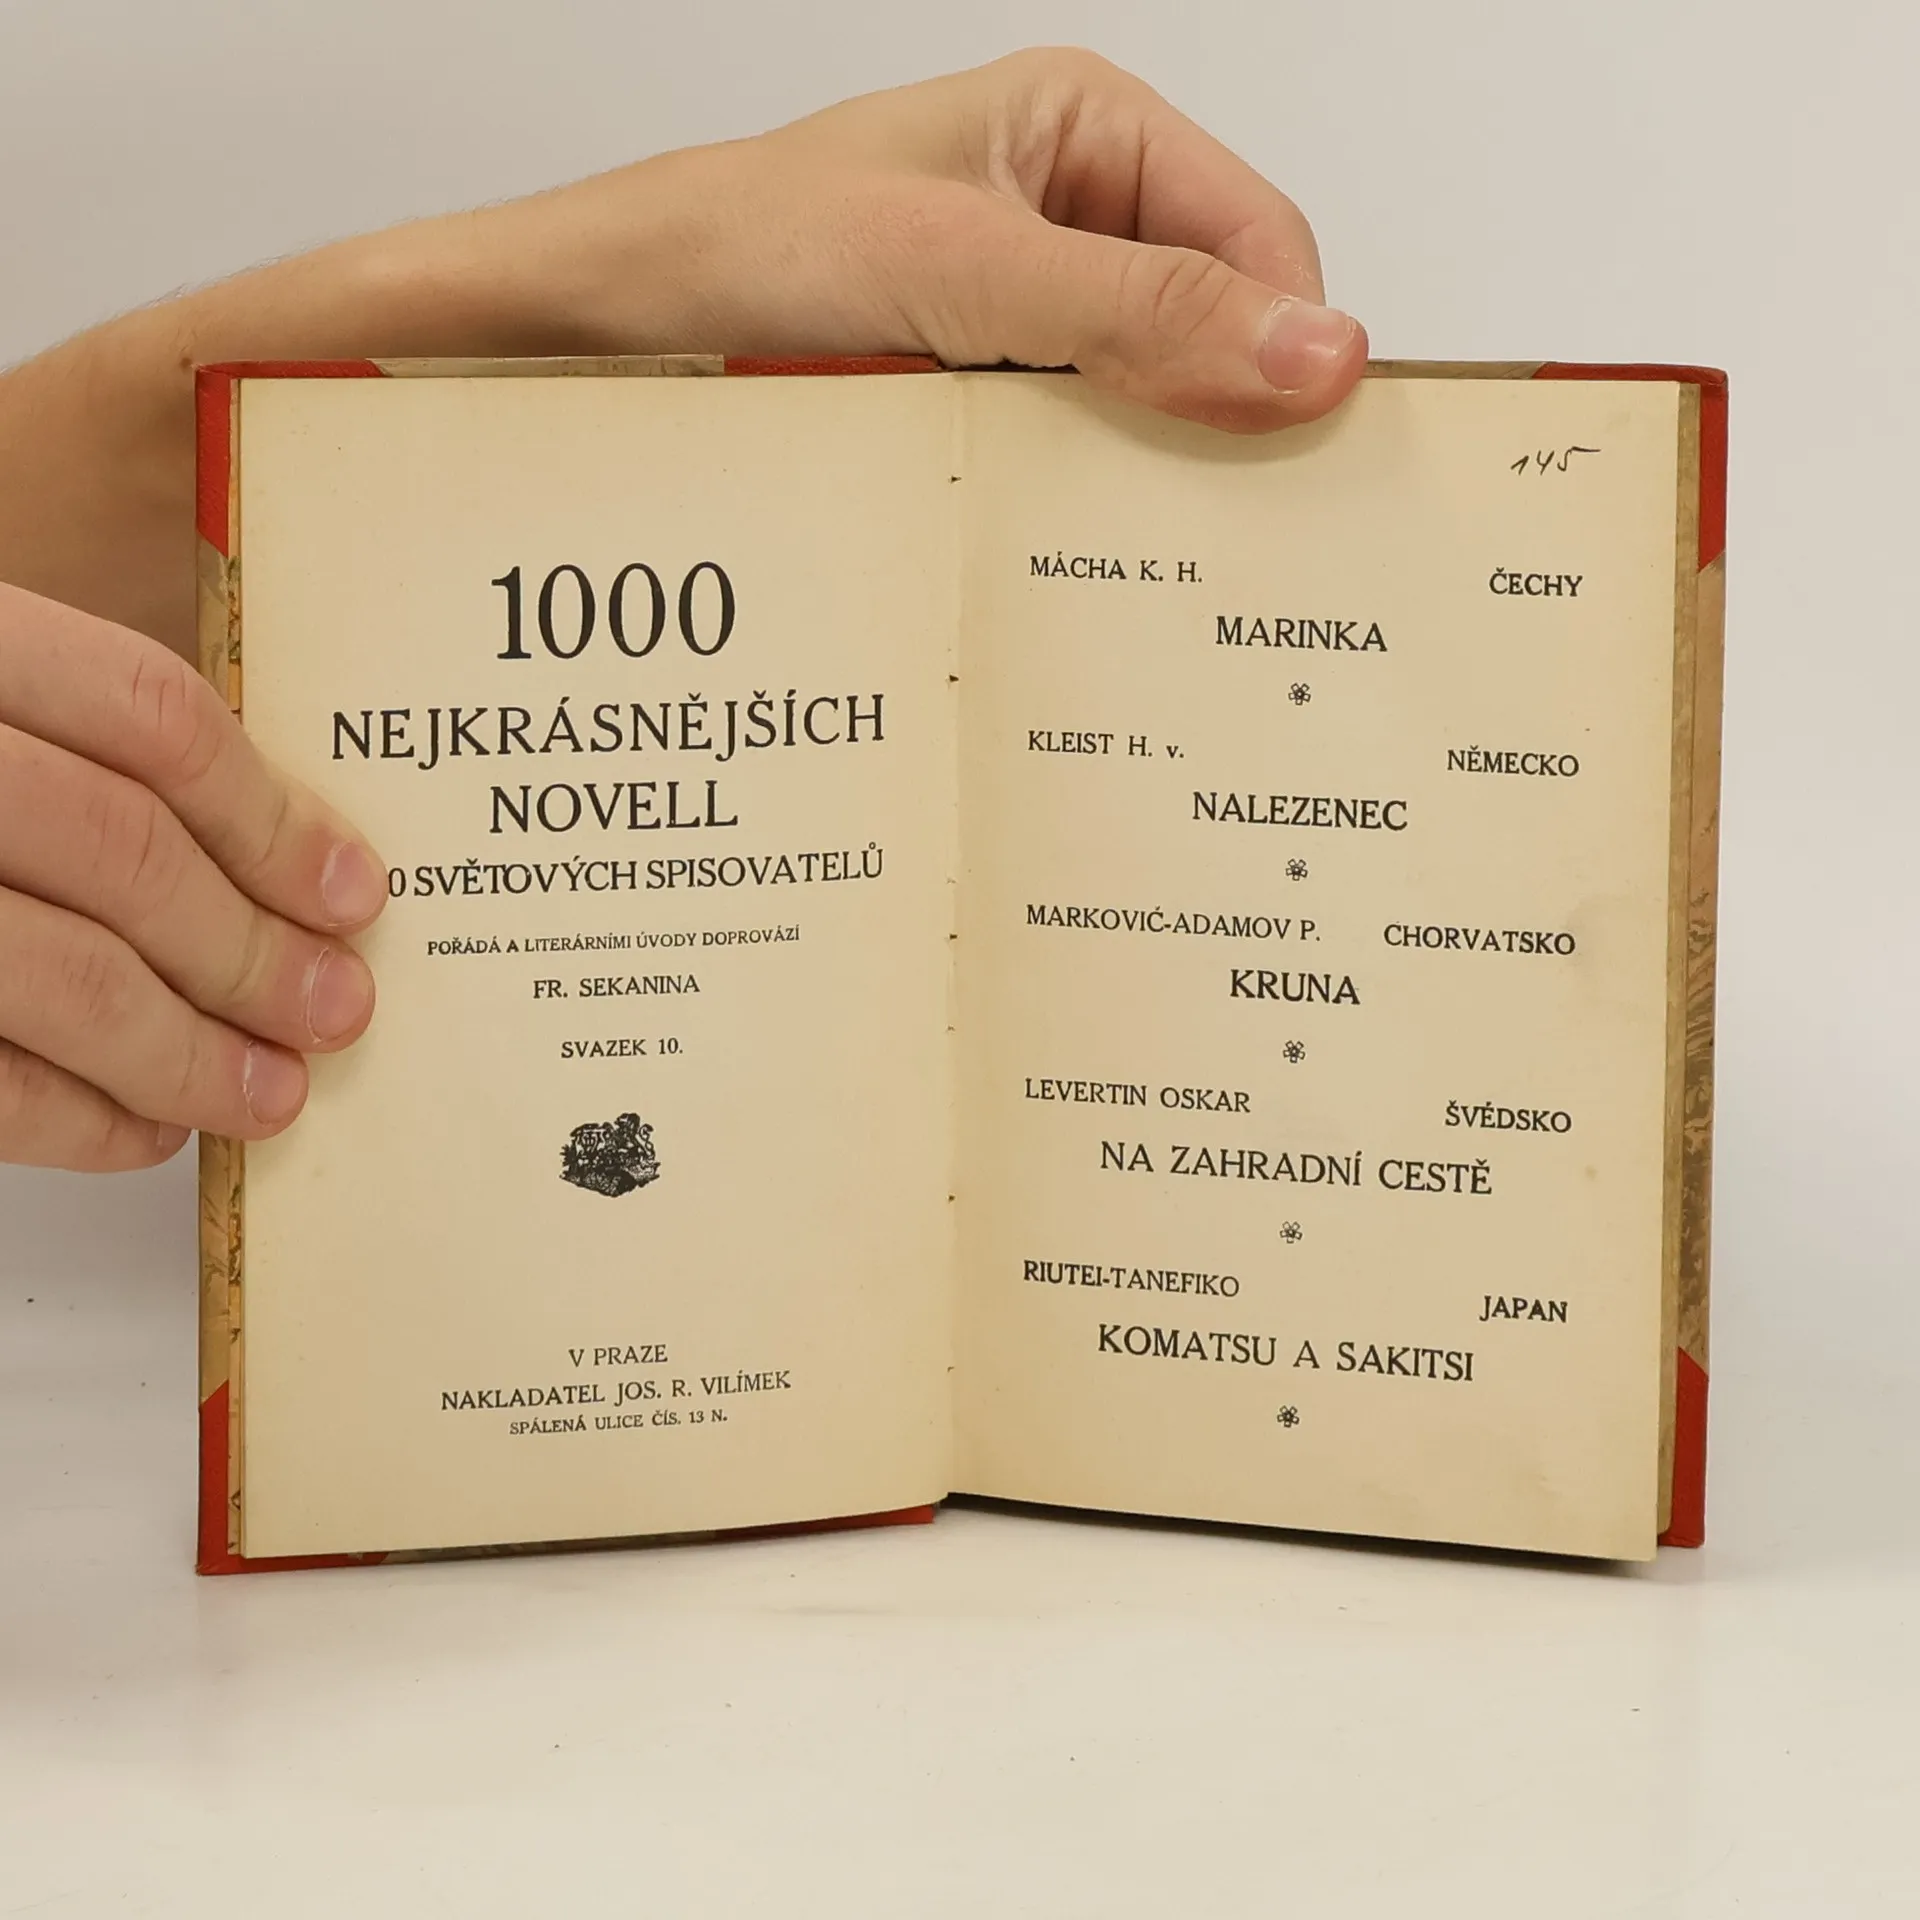 1000
NEJKRÁSNĚJŠÍCH
NOVELL
0 SVĚTOVÝCH SPISOVATELŮ
POŘÁDÁ A LITERÁRNÍMI ÚVODY DOPROVÁZÍ
FR. SEKANINA
SVAZEK 10.
V PRAZE
NAKLADATEL JOS. R. VILÍMEK
SPÁLENÁ ULICE ČÍS. 13 N.
145
MÁCHA K. H. ČECHY
MARINKA
KLEIST H. v. NĚMECKO
NALEZENEC
MARKOVIĆ-ADAMOV P. CHORVATSKO
KRUNA
LEVERTIN OSKAR ŠVÉDSKO
NA ZAHRADNÍ CESTĚ
RIUTEI-TANEFIKO JAPAN
KOMATSU A SAKITSI